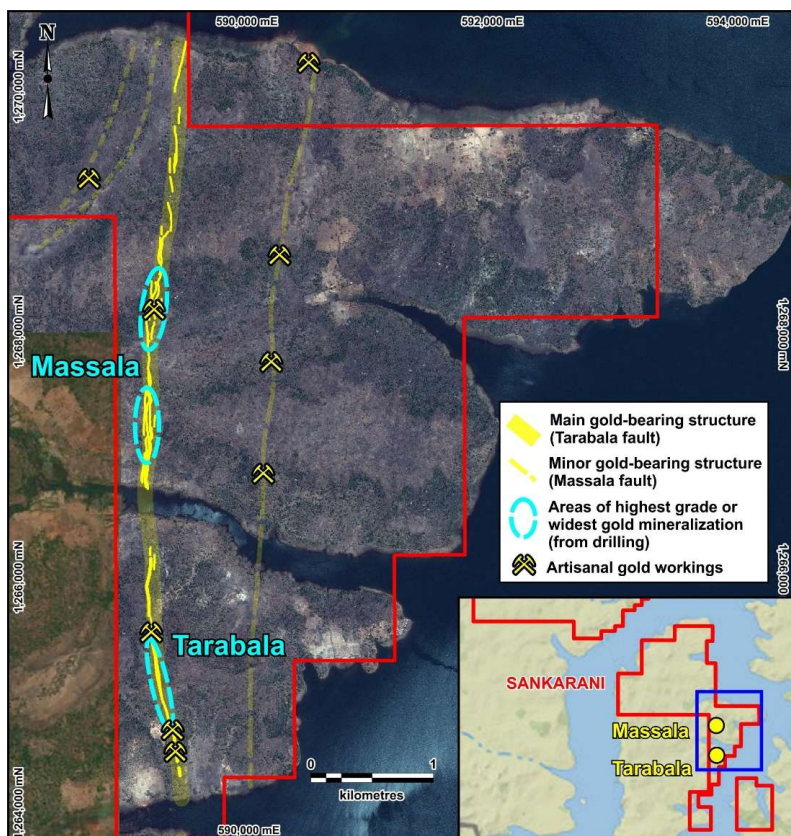 590,000 mE
592,000 mE
594,000 mE
N
1,270,000 mN
1,268,000 mN
1,268,000 mN
Massala
Main gold-bearing structure
(Tarabala fault)
Minor gold-bearing structure
(Massala fault)
Areas of highest grade or
widest gold mineralization
(from drilling)
Artisanal gold workings
1,266,000 mN
1,266,000 mN
Tarabala
0
1
kilometres
1,264,000 mN
590,000 mE
SANKARANI
Massala
Tarabala